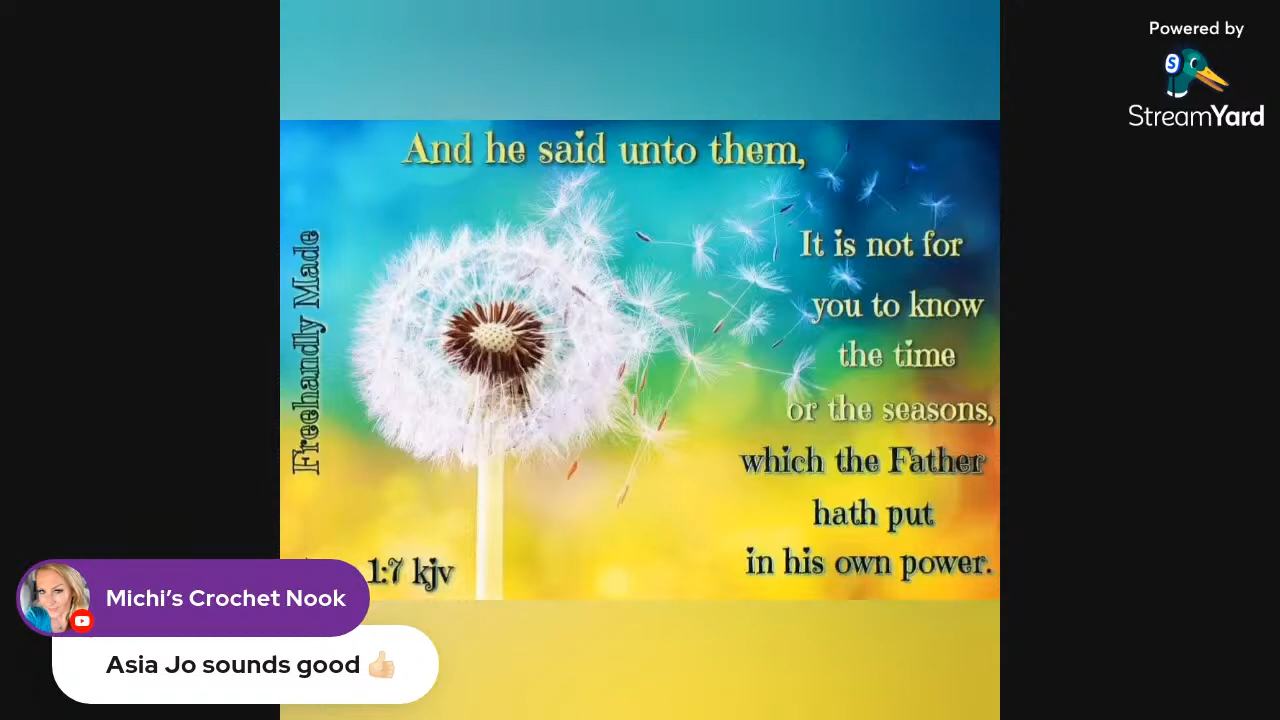 Powered by
StreamYard
And he said unto them,
It is not for
you to know
the time
or the seasons,
which the Father
hath put
in his own power.
Freehandly Made
1:7 kjv
Michi’s Crochet Nook
Asia Jo sounds good 👍🏻